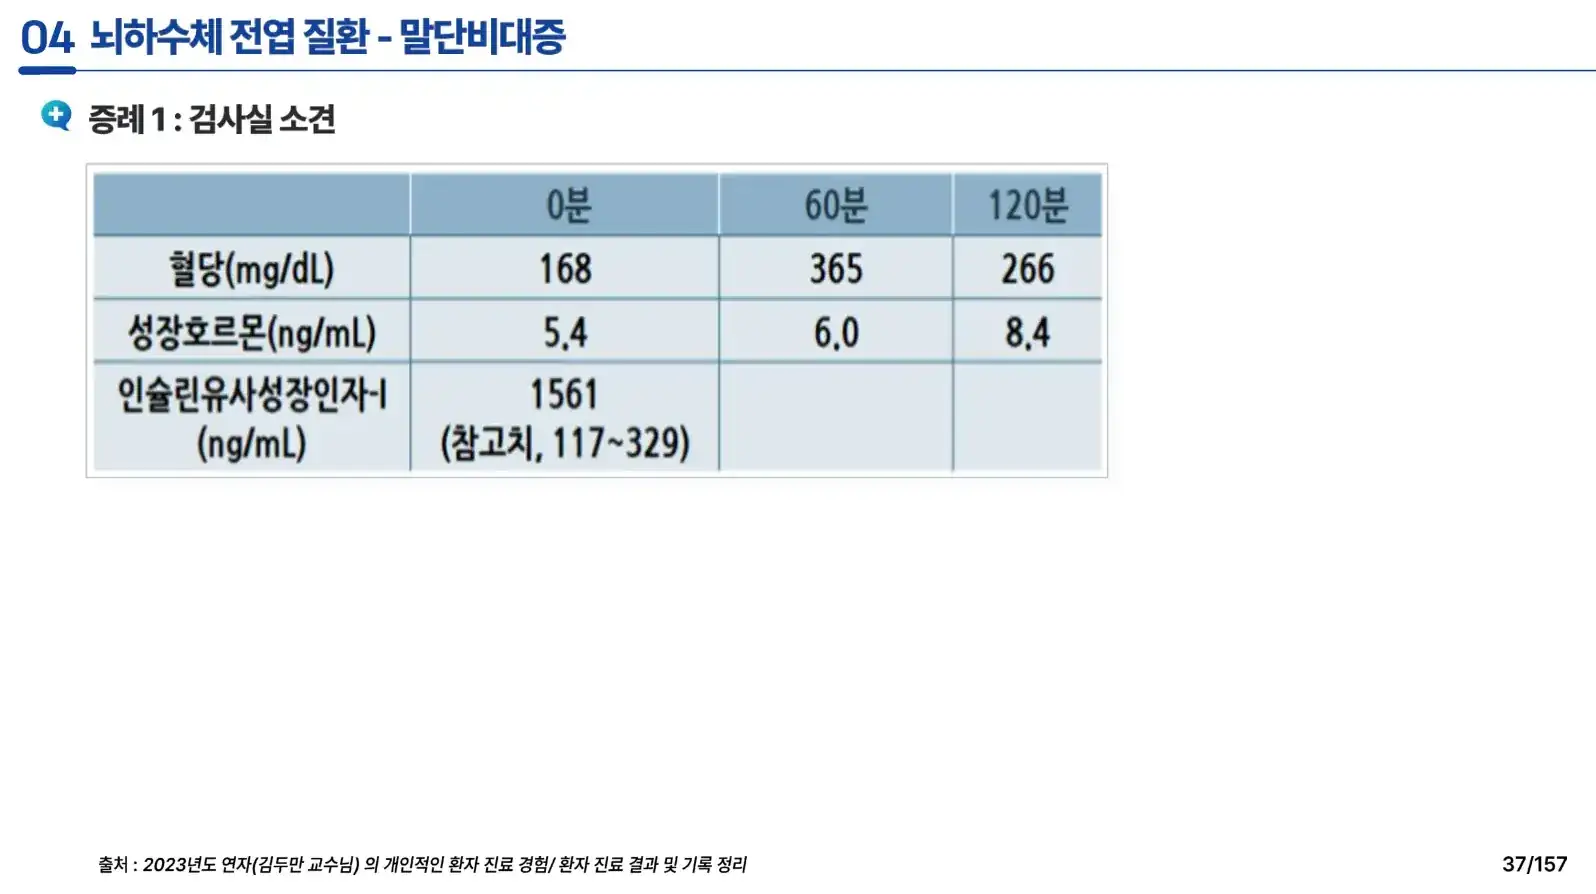 04 뇌하수체 전엽 질환 - 말단비대증
증례 1 : 검사실 소견
0분 60분 120분
혈당(mg/dL) 168 365 266
성장호르몬(ng/mL) 5.4 6.0 8.4
인슐린유사성장인자-I 1561
(ng/mL) (참고치, 117~329)
출처 : 2023년도 연자(김두만 교수님) 의 개인적인 환자 진료 경험/ 환자 진료 결과 및 기록 정리
37/157